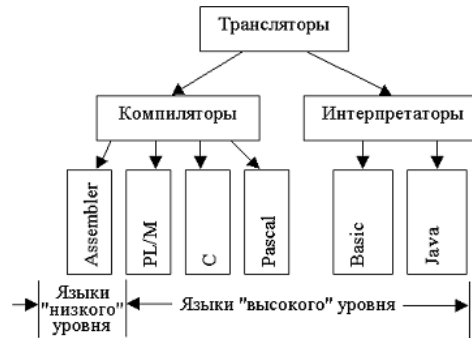 Трансляторы
Компиляторы
Интерпретаторы
Assembler
PL/M
C
Pascal
Basic
Java
Языки
"низкого"
уровня
Языки "высокого" уровня